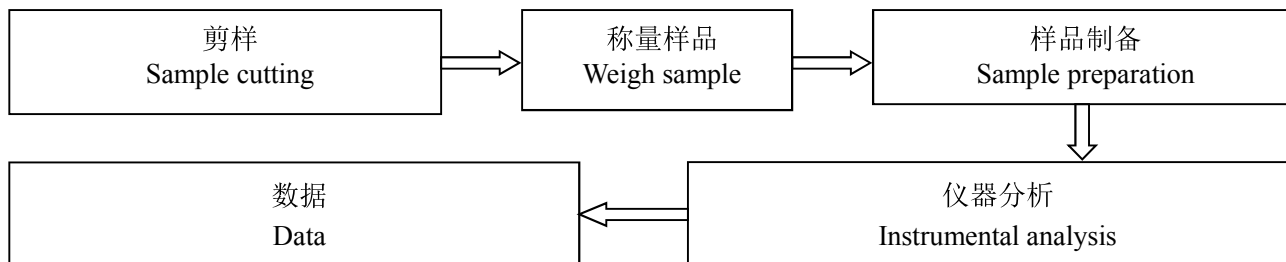 剪样
Sample cutting
称量样品
Weigh sample
样品制备
Sample preparation
仪器分析
Instrumental analysis
数据
Data